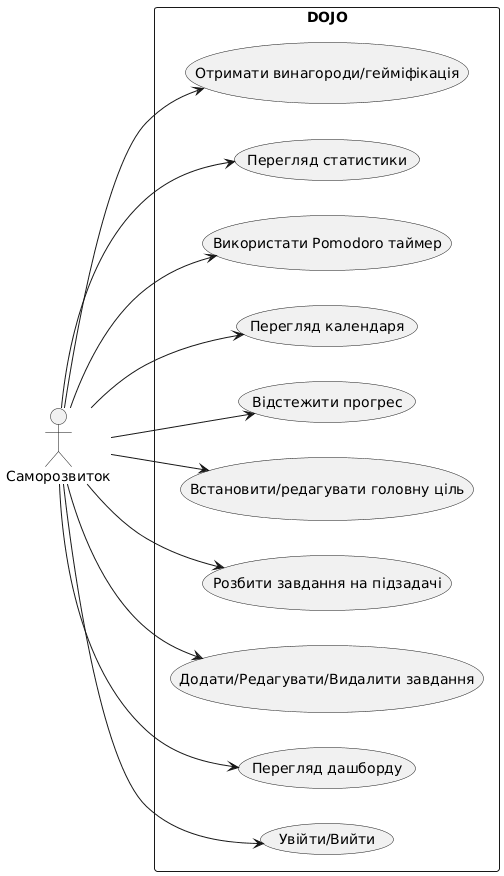 DOJO
Отримати винагороди/гейміфікація
Перегляд статистики
Використати Pomodoro таймер
Перегляд календаря
Відстежити прогрес
Саморозвиток
Встановити/редагувати головну ціль
Розбити завдання на підзадачі
Додати/Редагувати/Видалити завдання
Перегляд дашборду
Увійти/Вийти